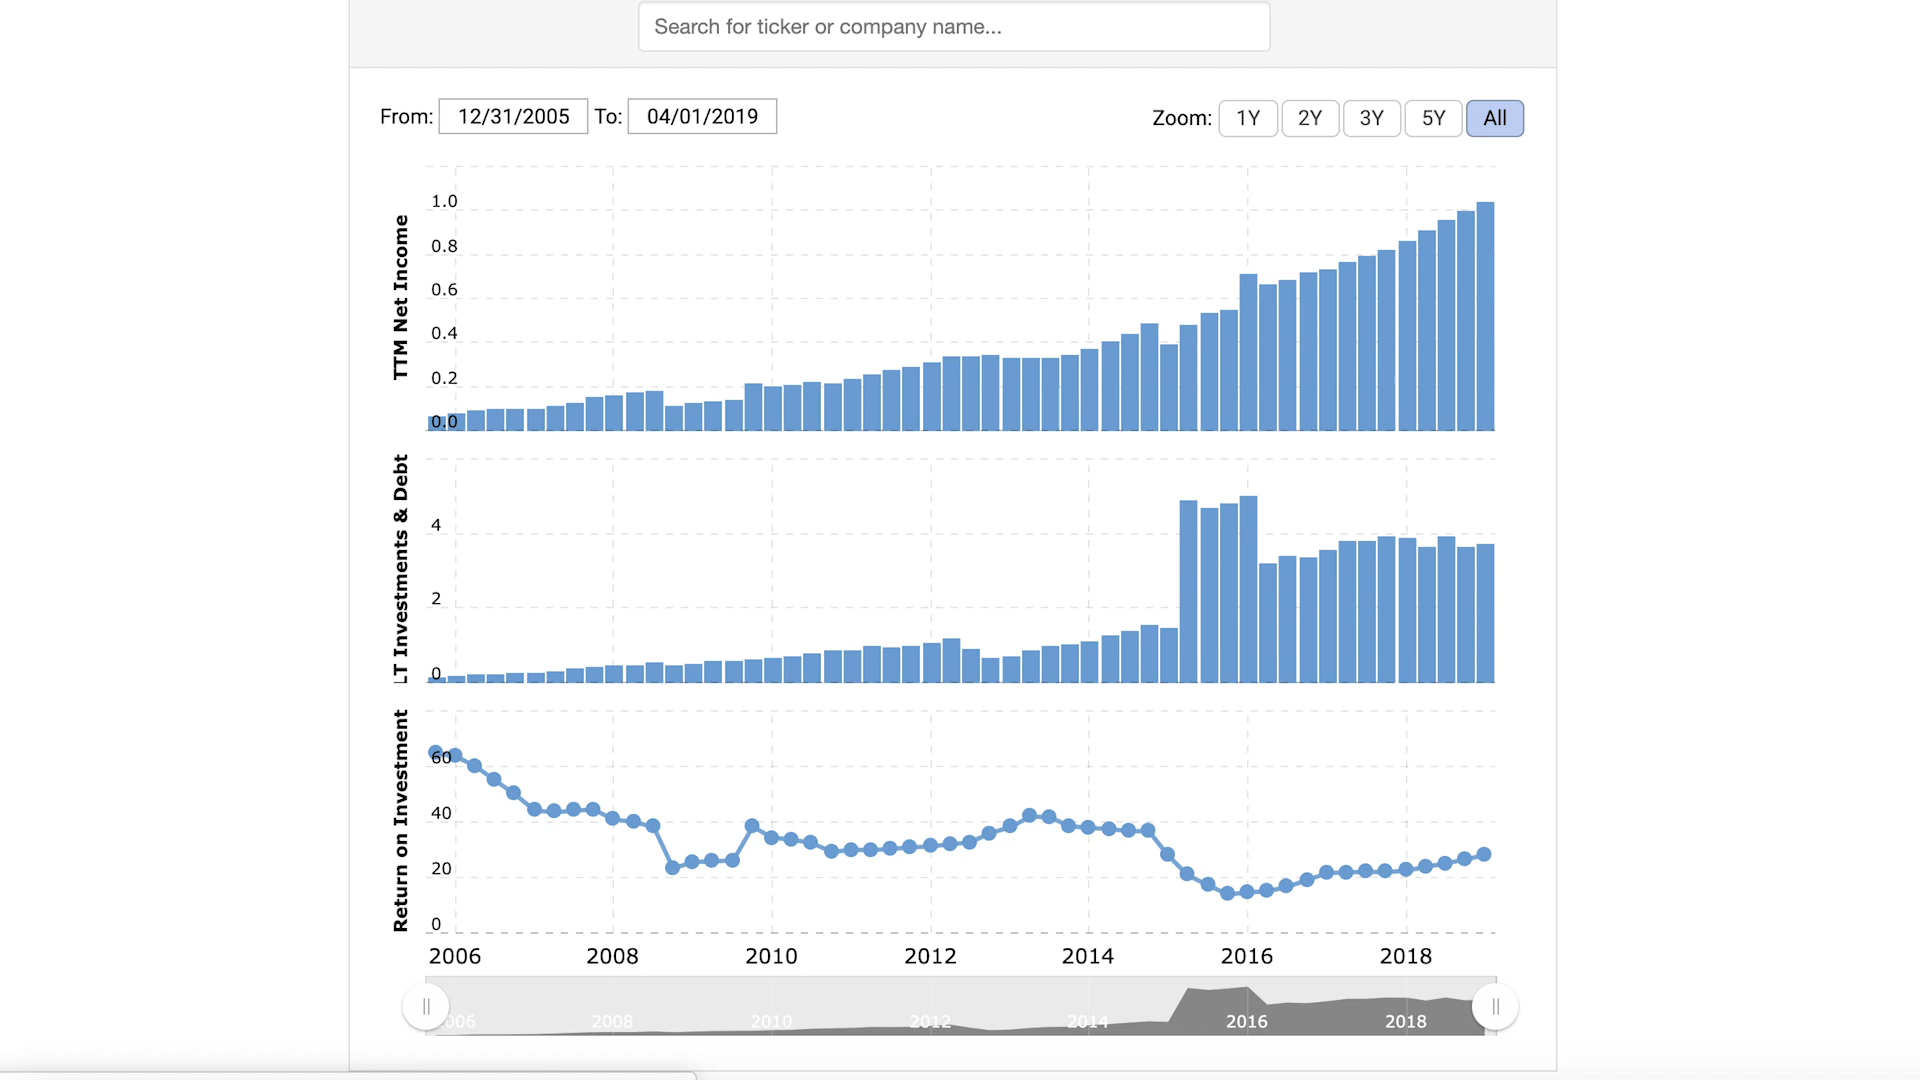 Search for ticker or company name...
From: 12/31/2005 To: 04/01/2019 Zoom: 1Y 2Y 3Y 5Y All
TTM Net Income
1.0
0.8
0.6
0.4
0.2
0.0
LT Investments & Debt
4
2
0
Return on Investment
60
40
20
0
2006 2008 2010 2012 2014 2016 2018
006 2008 2010 2012 2014 2016 2018